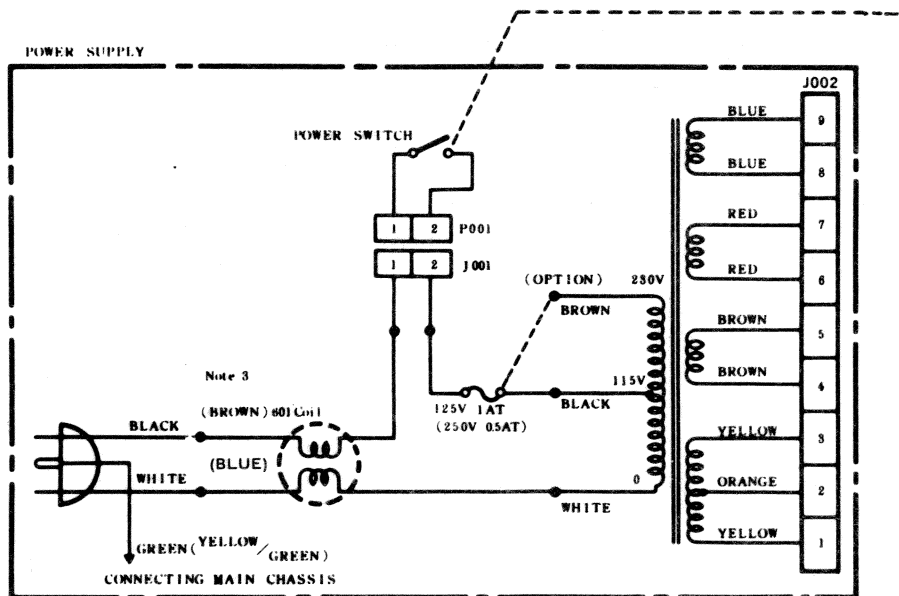 POWER SUPPLY
J002
POWER SWITCH
BLUE
9
BLUE
8
1 2 P001
1 2 J001
RED
7
RED
6
(OPTION) 230V
BROWN
BROWN
5
BROWN
4
115V
125V 1AT
(250V 0.5AT)
BLACK
Note 3
(BROWN) 601 Coil
BLACK
(BLUE)
WHITE
0
WHITE
YELLOW
3
ORANGE
2
YELLOW
1
GREEN (YELLOW/GREEN)
CONNECTING MAIN CHASSIS